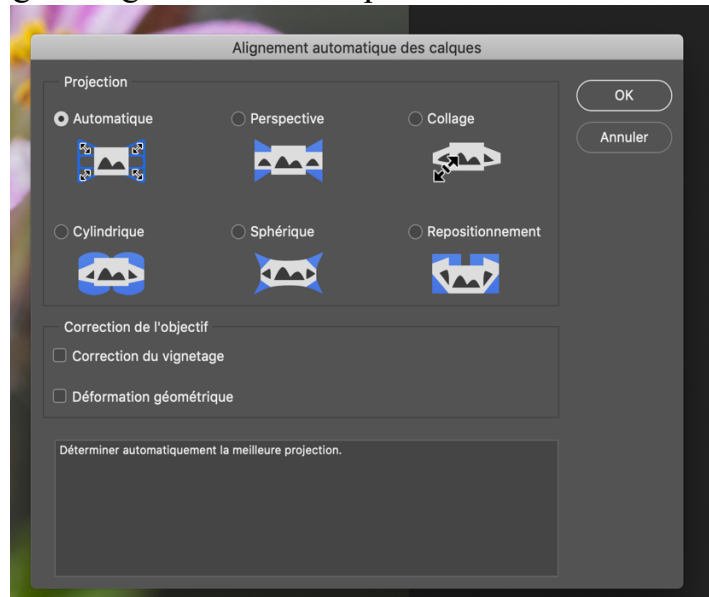 Alignement automatique des calques
Projection
Automatique
Perspective
Collage
Cylindrique
Sphérique
Repositionnement
OK
Annuler
Correction de l'objectif
Correction du vignetage
Déformation géométrique
Déterminer automatiquement la meilleure projection.